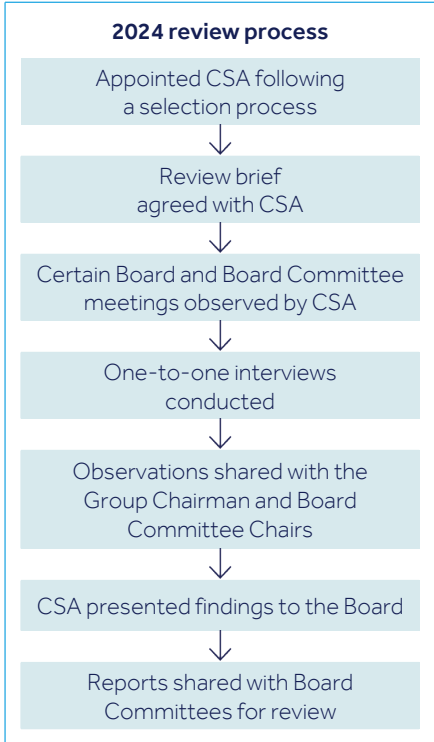 2024 review process
Appointed CSA following
a selection process
Review brief
agreed with CSA
Certain Board and Board Committee
meetings observed by CSA
One-to-one interviews
conducted
Observations shared with the
Group Chairman and Board
Committee Chairs
CSA presented findings to the Board
Reports shared with Board
Committees for review